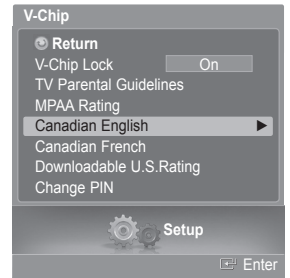 V-Chip
Return
V-Chip Lock On
TV Parental Guidelines
MPAA Rating
Canadian English
Canadian French
Downloadable U.S.Rating
Change PIN
Setup
Enter